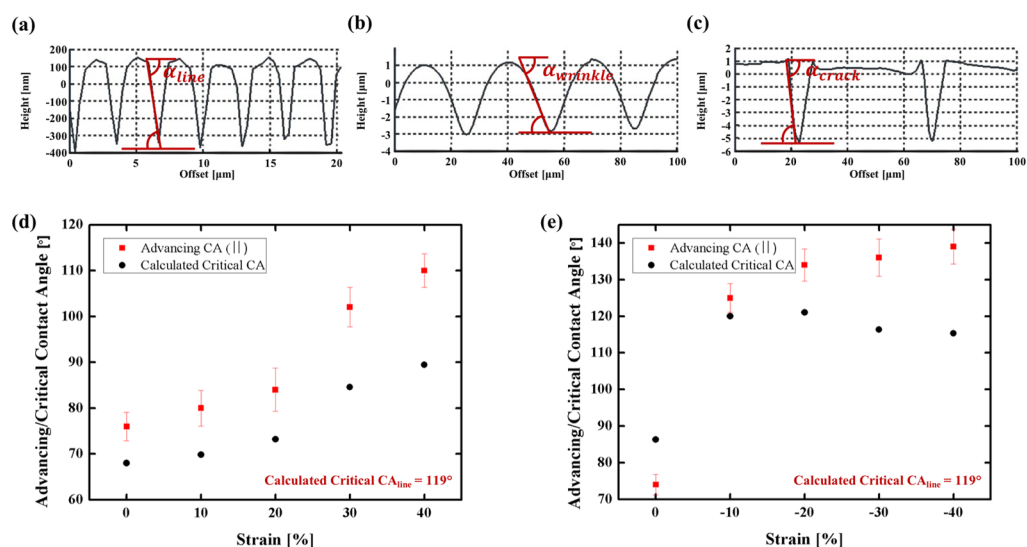 (a)
Height [nm]
200
100
0
-100
-200
-300
-400
0
5
10
15
20
Offset [µm]
α_line
(b)
Height [µm]
2
1
0
-1
-2
-3
-4
0
20
40
60
80
100
Offset [µm]
α_wrinkle
(c)
Height [µm]
2
1
0
-1
-2
-3
-4
-5
-6
0
20
40
60
80
100
Offset [µm]
α_crack
(d)
Advancing/Critical Contact Angle [°]
120
110
100
90
80
70
60
Advancing CA (||)
Calculated Critical CA
Calculated Critical CAline = 119°
0
10
20
30
40
Strain [%]
(e)
Advancing/Critical Contact Angle [°]
140
130
120
110
100
90
80
70
Advancing CA (||)
Calculated Critical CA
Calculated Critical CAline = 119°
0
-10
-20
-30
-40
Strain [%]